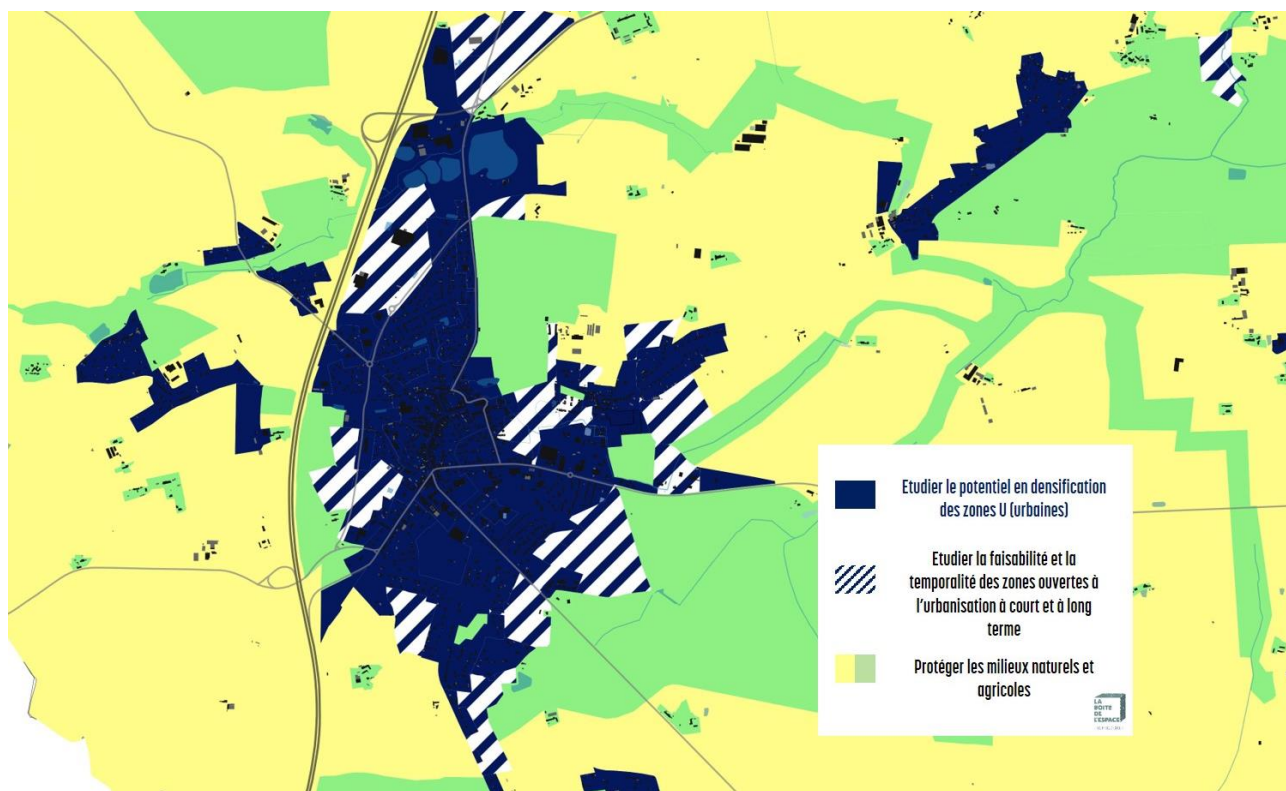 Etudier le potentiel en densification
des zones U (urbaines)
Etudier la faisabilité et la
temporalité des zones ouvertes à
l'urbanisation à court et à long
terme
Protéger les milieux naturels et
agricoles
LA
BOITE
DE
L'ESPACE